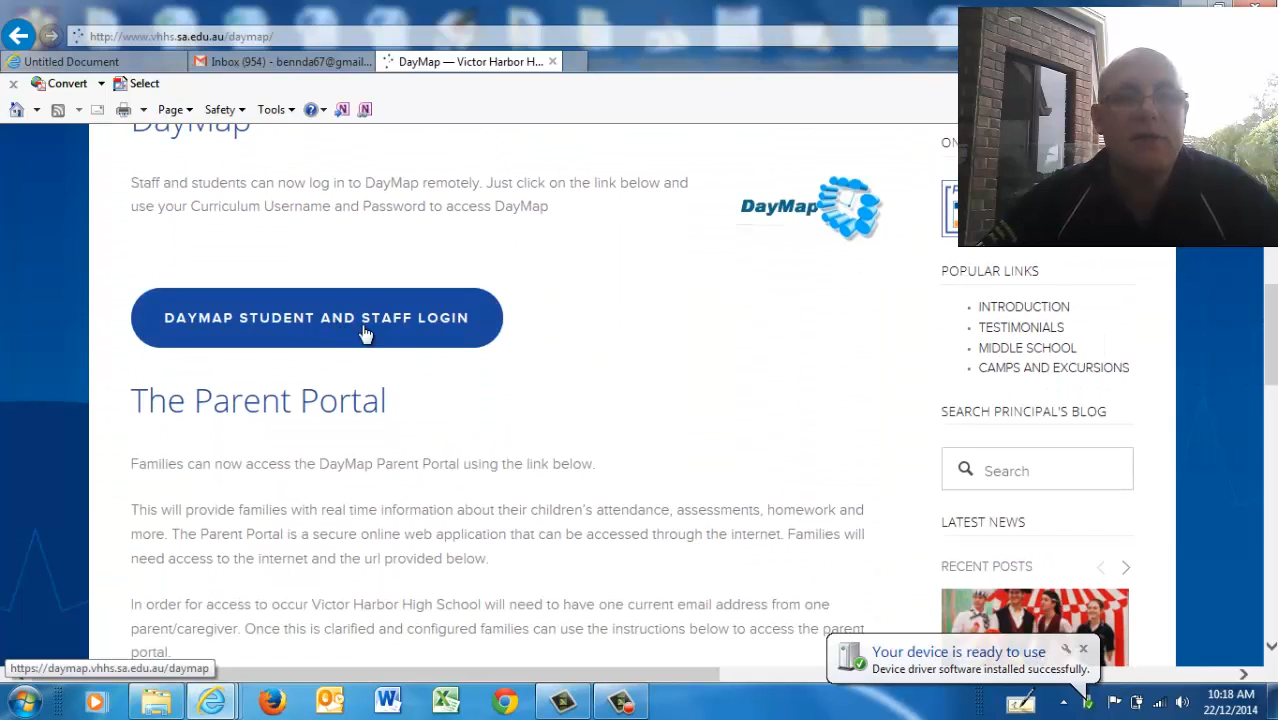 http://www.vhhs.sa.edu.au/daymap/
Untitled Document
Inbox (954) - bennda67@gmail...
DayMap — Victor Harbor H...
Convert
Select
Page
Safety
Tools
DayMap
Staff and students can now log in to DayMap remotely. Just click on the link below and
use your Curriculum Username and Password to access DayMap
DayMap
DAYMAP STUDENT AND STAFF LOGIN
The Parent Portal
Families can now access the DayMap Parent Portal using the link below.
This will provide families with real time information about their children's attendance, assessments, homework and
more. The Parent Portal is a secure online web application that can be accessed through the internet. Families will
need access to the internet and the url provided below.
In order for access to occur Victor Harbor High School will need to have one current email address from one
parent/caregiver. Once this is clarified and configured families can use the instructions below to access the parent
portal.
POPULAR LINKS
INTRODUCTION
TESTIMONIALS
MIDDLE SCHOOL
CAMPS AND EXCURSIONS
SEARCH PRINCIPAL'S BLOG
Search
LATEST NEWS
RECENT POSTS
Your device is ready to use
Device driver software installed successfully.
https://daymap.vhhs.sa.edu.au/daymap
10:18 AM
22/12/2014